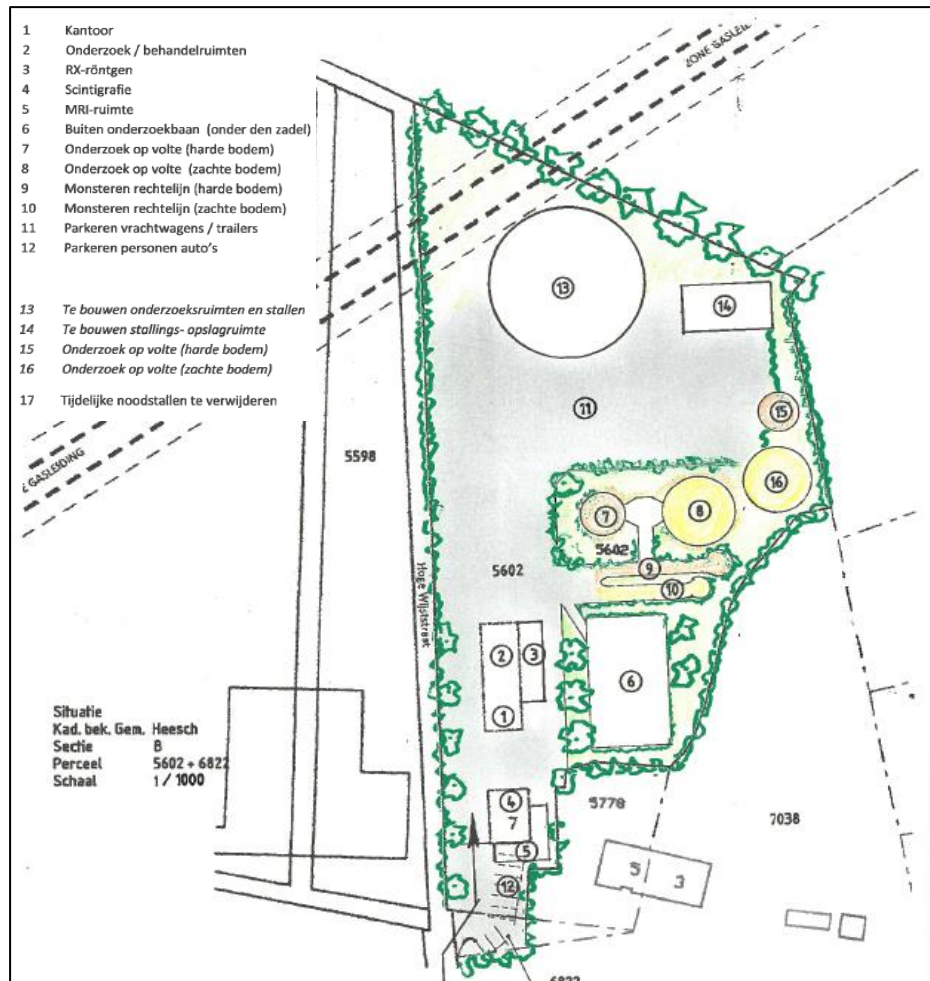 1 Kantoor
2 Onderzoek / behandelruimten
3 RX-röntgen
4 Scintigrafie
5 MRI-ruimte
6 Buiten onderzoekbaan (onder den zadel)
7 Onderzoek op volte (harde bodem)
8 Onderzoek op volte (zachte bodem)
9 Monsteren rechtelijn (harde bodem)
10 Monsteren rechtelijn (zachte bodem)
11 Parkeren vrachtwagens / trailers
12 Parkeren personen auto's
13 Te bouwen onderzoeksruimten en stallen
14 Te bouwen stallings- opslagruimte
15 Onderzoek op volte (harde bodem)
16 Onderzoek op volte (zachte bodem)
17 Tijdelijke noodstallen te verwijderen
ZONE GASLEID
13
14
11
15
E GASLEIDING
5598
16
7
8
5602
5602
9
10
Hoge Wijststraat
2
3
6
1
Situatie
Kad. bek. Gem. Heesch
Sectie B
Perceel 5602 + 6822
Schaal 1 / 1000
4
7
5
5778
7038
12
5
3
6822